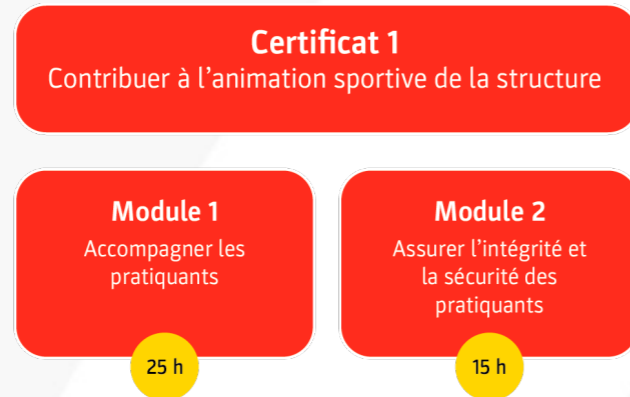 Certificat 1
Contribuer à l’animation sportive de la structure
Module 1
Accompagner les
pratiquants
25 h
Module 2
Assurer l’intégrité et
la sécurité des
pratiquants
15 h